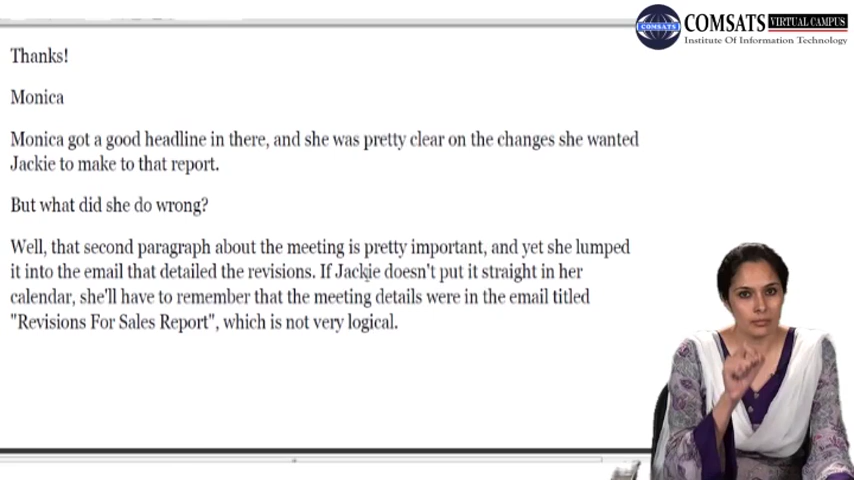 COMSATS VIRTUAL CAMPUS
COMSATS
Institute Of Information Technology
Thanks!
Monica
Monica got a good headline in there, and she was pretty clear on the changes she wanted
Jackie to make to that report.
But what did she do wrong?
Well, that second paragraph about the meeting is pretty important, and yet she lumped
it into the email that detailed the revisions. If Jackie doesn't put it straight in her
calendar, she'll have to remember that the meeting details were in the email titled
"Revisions For Sales Report", which is not very logical.